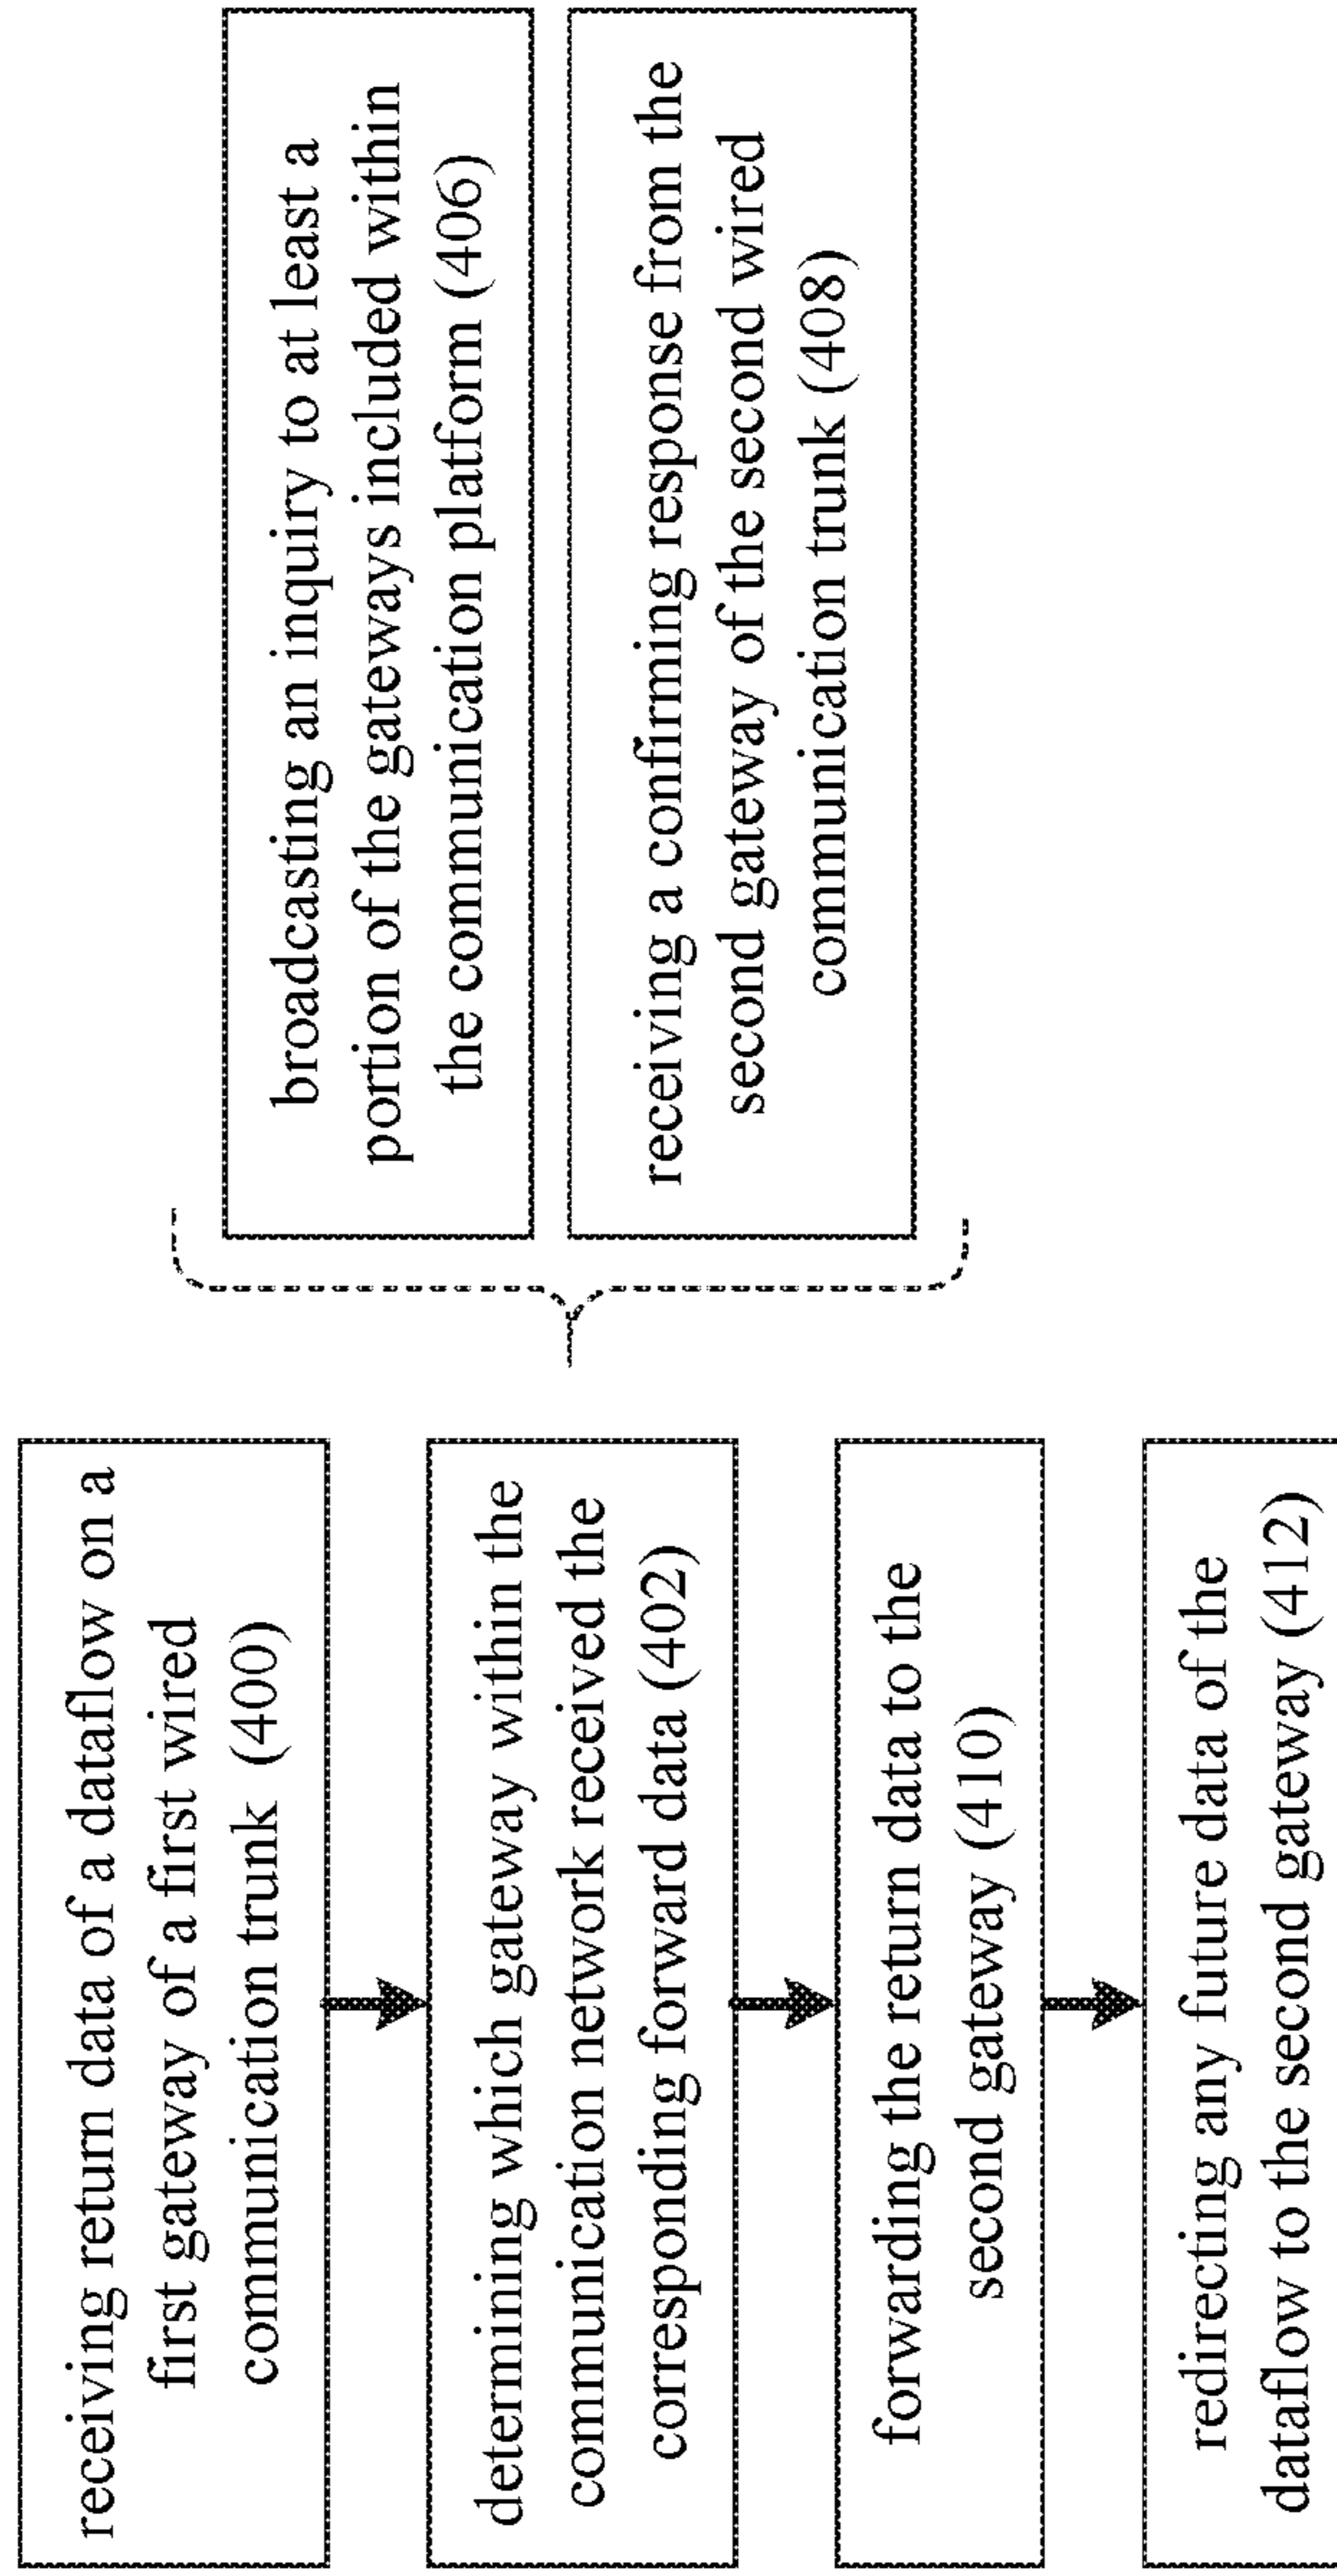 receiving return data of a dataflow on a
first gateway of a first wired
communication trunk (400)
determining which gateway within the
communication network received the
corresponding forward data (402)
broadcasting an inquiry to at least a
portion of the gateways included within
the communication platform (406)
receiving a confirming response from the
second gateway of the second wired
communication trunk (408)
forwarding the return data to the
second gateway (410)
redirecting any future data of the
dataflow to the second gateway (412)